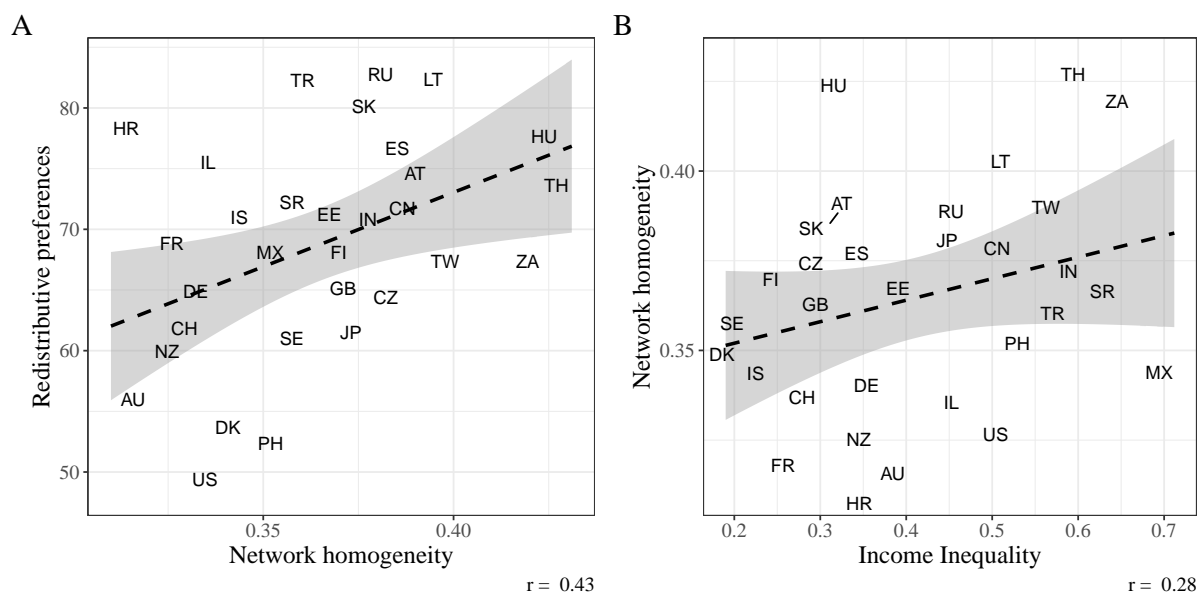 A
B
Redistributive preferences
80
70
60
50
TR
RU
LT
SK
HR
HU
ES
IL
AT
TH
SR
CN
IS
EE
IN
FR
MX
FI
TW
ZA
DE
GB
CZ
CH
SE
JP
NZ
AU
DK
PH
US
0.35
0.40
Network homogeneity
r = 0.43
Network homogeneity
0.40
0.35
TH
HU
ZA
LT
AT
SK
RU
TW
JP
CN
ES
CZ
IN
FI
EE
SR
GB
TR
SE
DK
PH
IS
MX
DE
CH
IL
US
NZ
FR
AU
HR
0.2
0.3
0.4
0.5
0.6
0.7
Income Inequality
r = 0.28